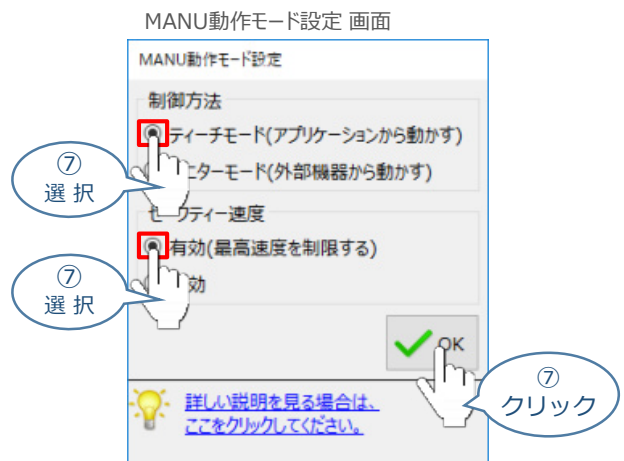 MANU動作モード設定 画面
MANU動作モード設定
制御方法
ティーチモード(アプリケーションから動かす)
⑦
選 択
ニターモード(外部機器から動かす)
セ フティー速度
有効(最高速度を制限する)
⑦
選 択
効
OK
⑦
クリック
詳しい説明を見る場合は、
ここをクリックしてください。